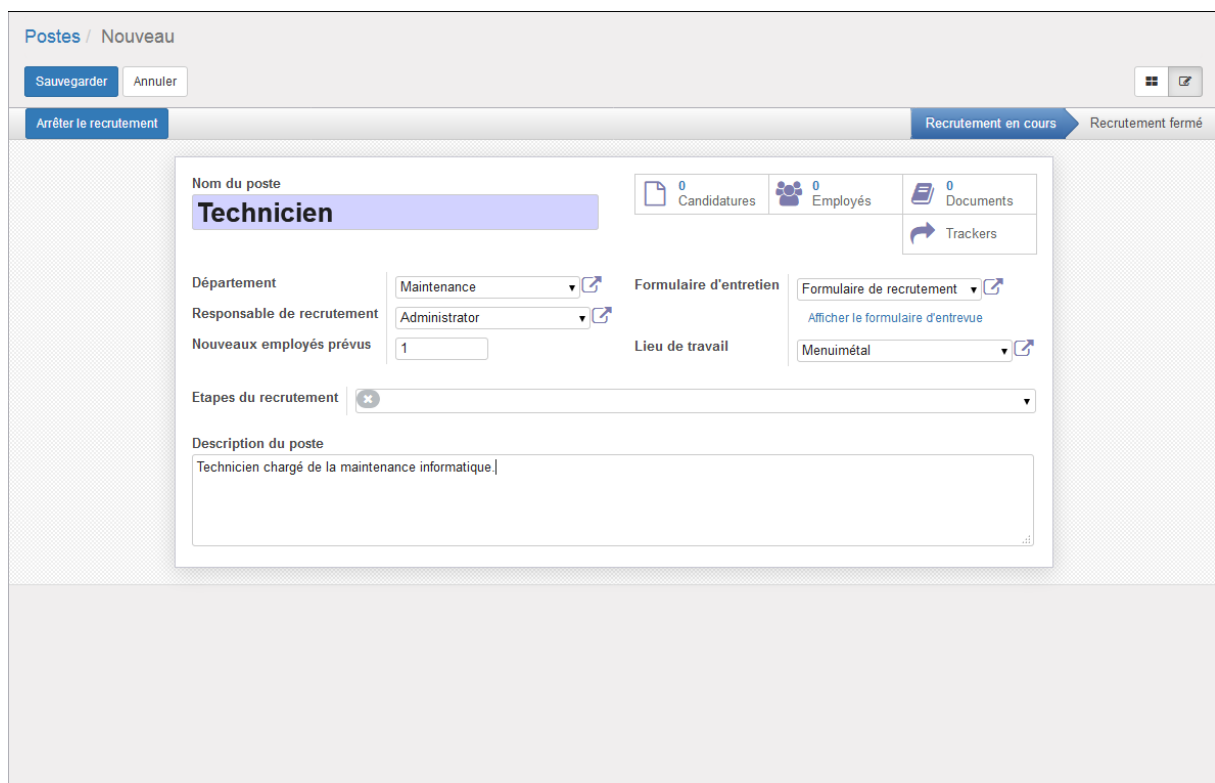 Postes / Nouveau
Sauvegarder Annuler
Arrêter le recrutement Recrutement en cours Recrutement fermé
Nom du poste
Technicien
0 Candidatures
0 Employés
0 Documents
Trackers
Département Maintenance
Responsable de recrutement Administrator
Nouveaux employés prévus 1
Formulaire d'entretien Formulaire de recrutement
Afficher le formulaire d'entrevue
Lieu de travail Menuimétal
Etapes du recrutement
Description du poste
Technicien chargé de la maintenance informatique.